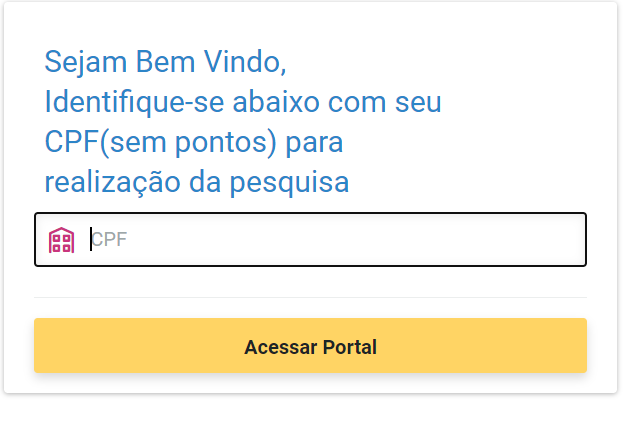 Sejam Bem Vindo,
Identifique-se abaixo com seu
CPF(sem pontos) para
realização da pesquisa
CPF
Acessar Portal